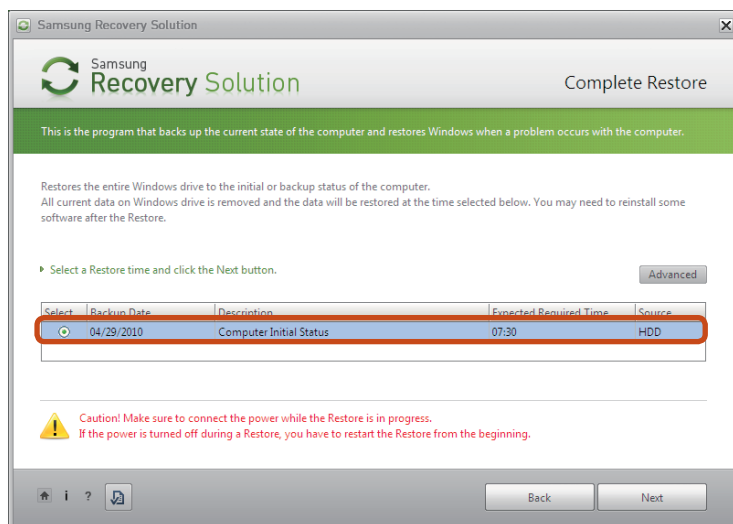 Samsung Recovery Solution
Samsung
Recovery Solution
Complete Restore
This is the program that backs up the current state of the computer and restores Windows when a problem occurs with the computer.
Restores the entire Windows drive to the initial or backup status of the computer.
All current data on Windows drive is removed and the data will be restored at the time selected below. You may need to reinstall some
software after the Restore.
Select a Restore time and click the Next button.
Advanced
Select Backup Date Description Expected Required Time Source
04/29/2010 Computer Initial Status 07:30 HDD
Caution! Make sure to connect the power while the Restore is in progress.
If the power is turned off during a Restore, you have to restart the Restore from the beginning.
i ? Back Next